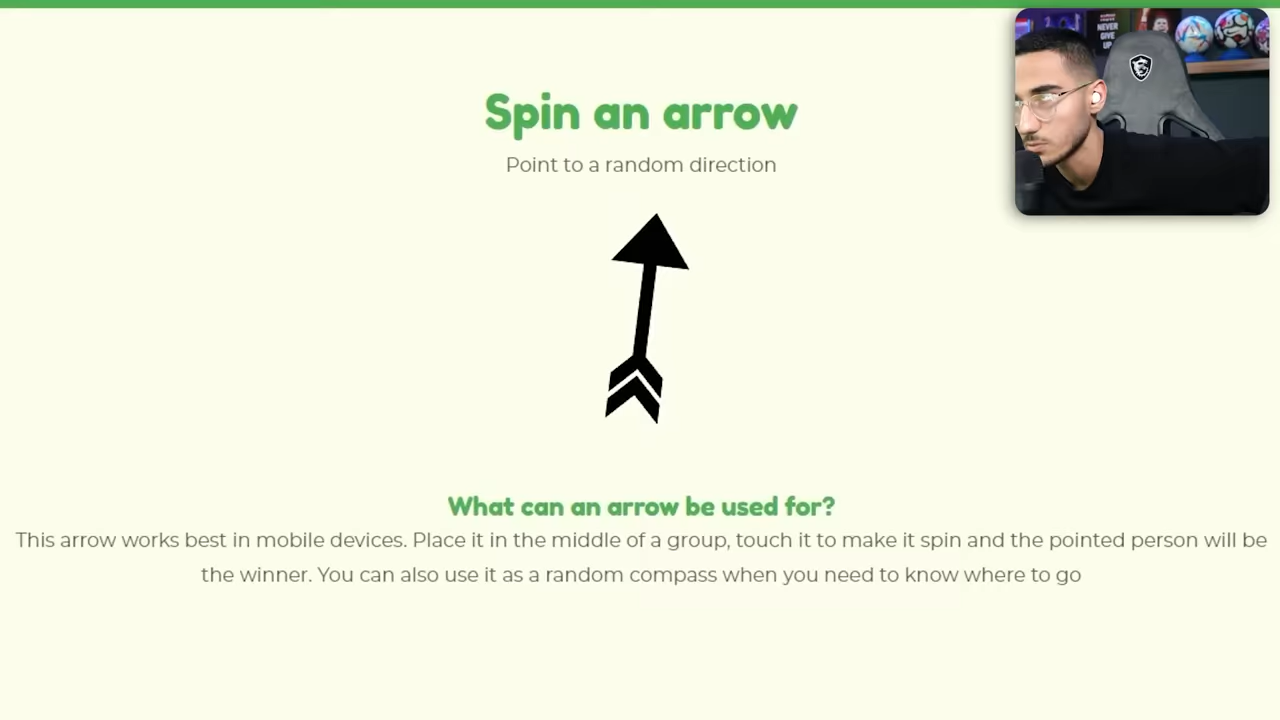 Spin an arrow
Point to a random direction
NEVER
GIVE
UP
What can an arrow be used for?
This arrow works best in mobile devices. Place it in the middle of a group, touch it to make it spin and the pointed person will be
the winner. You can also use it as a random compass when you need to know where to go